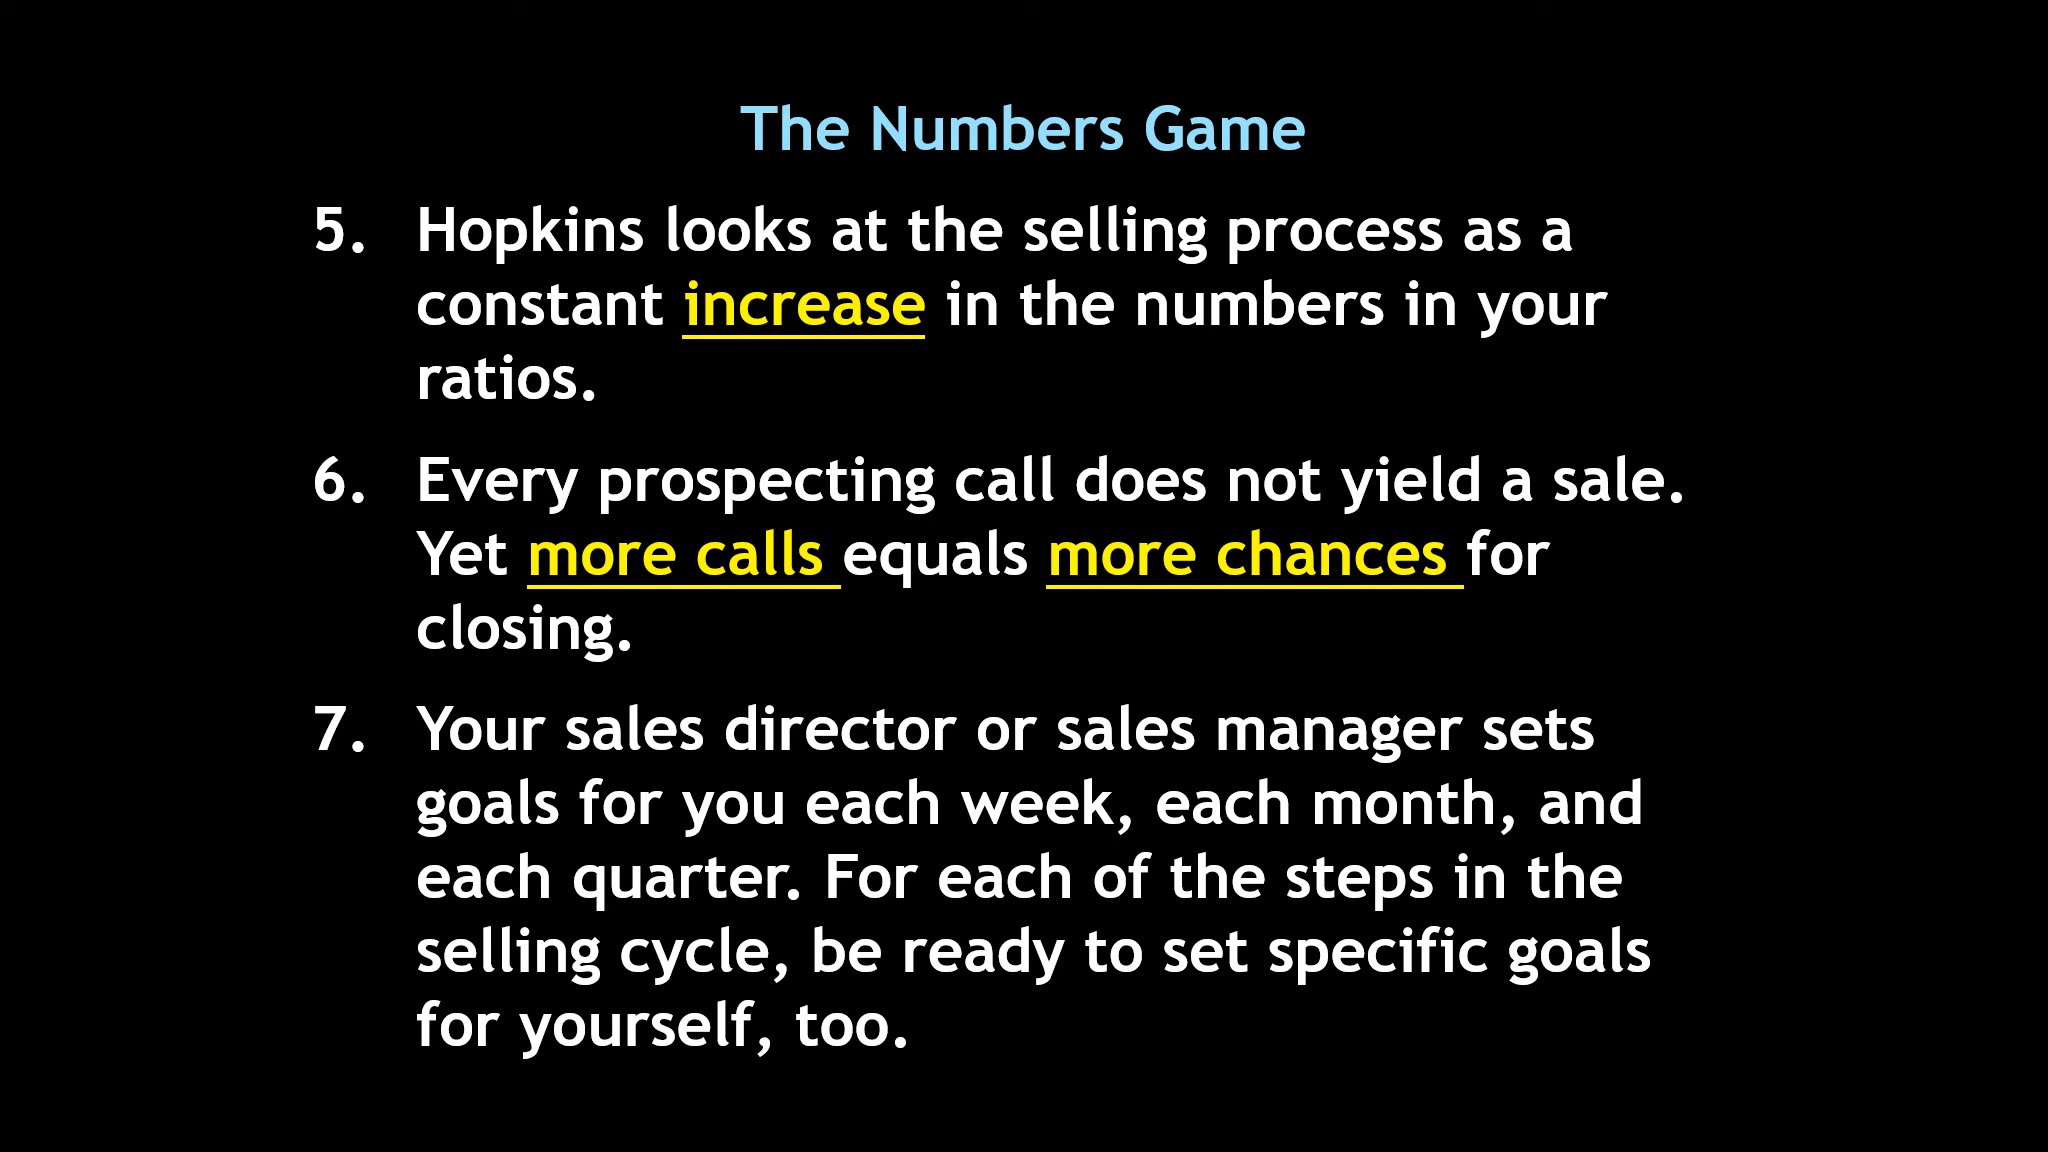 The Numbers Game
5. Hopkins looks at the selling process as a
constant increase in the numbers in your
ratios.
6. Every prospecting call does not yield a sale.
Yet more calls equals more chances for
closing.
7. Your sales director or sales manager sets
goals for you each week, each month, and
each quarter. For each of the steps in the
selling cycle, be ready to set specific goals
for yourself, too.